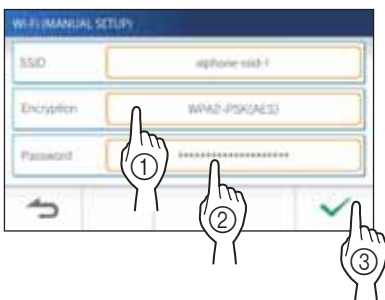 WI-FI (MANUAL SETUP)
SSID aiphone-ssid-1
Encryption WPA2-PSK(AES)
Password ********************
①
②
③